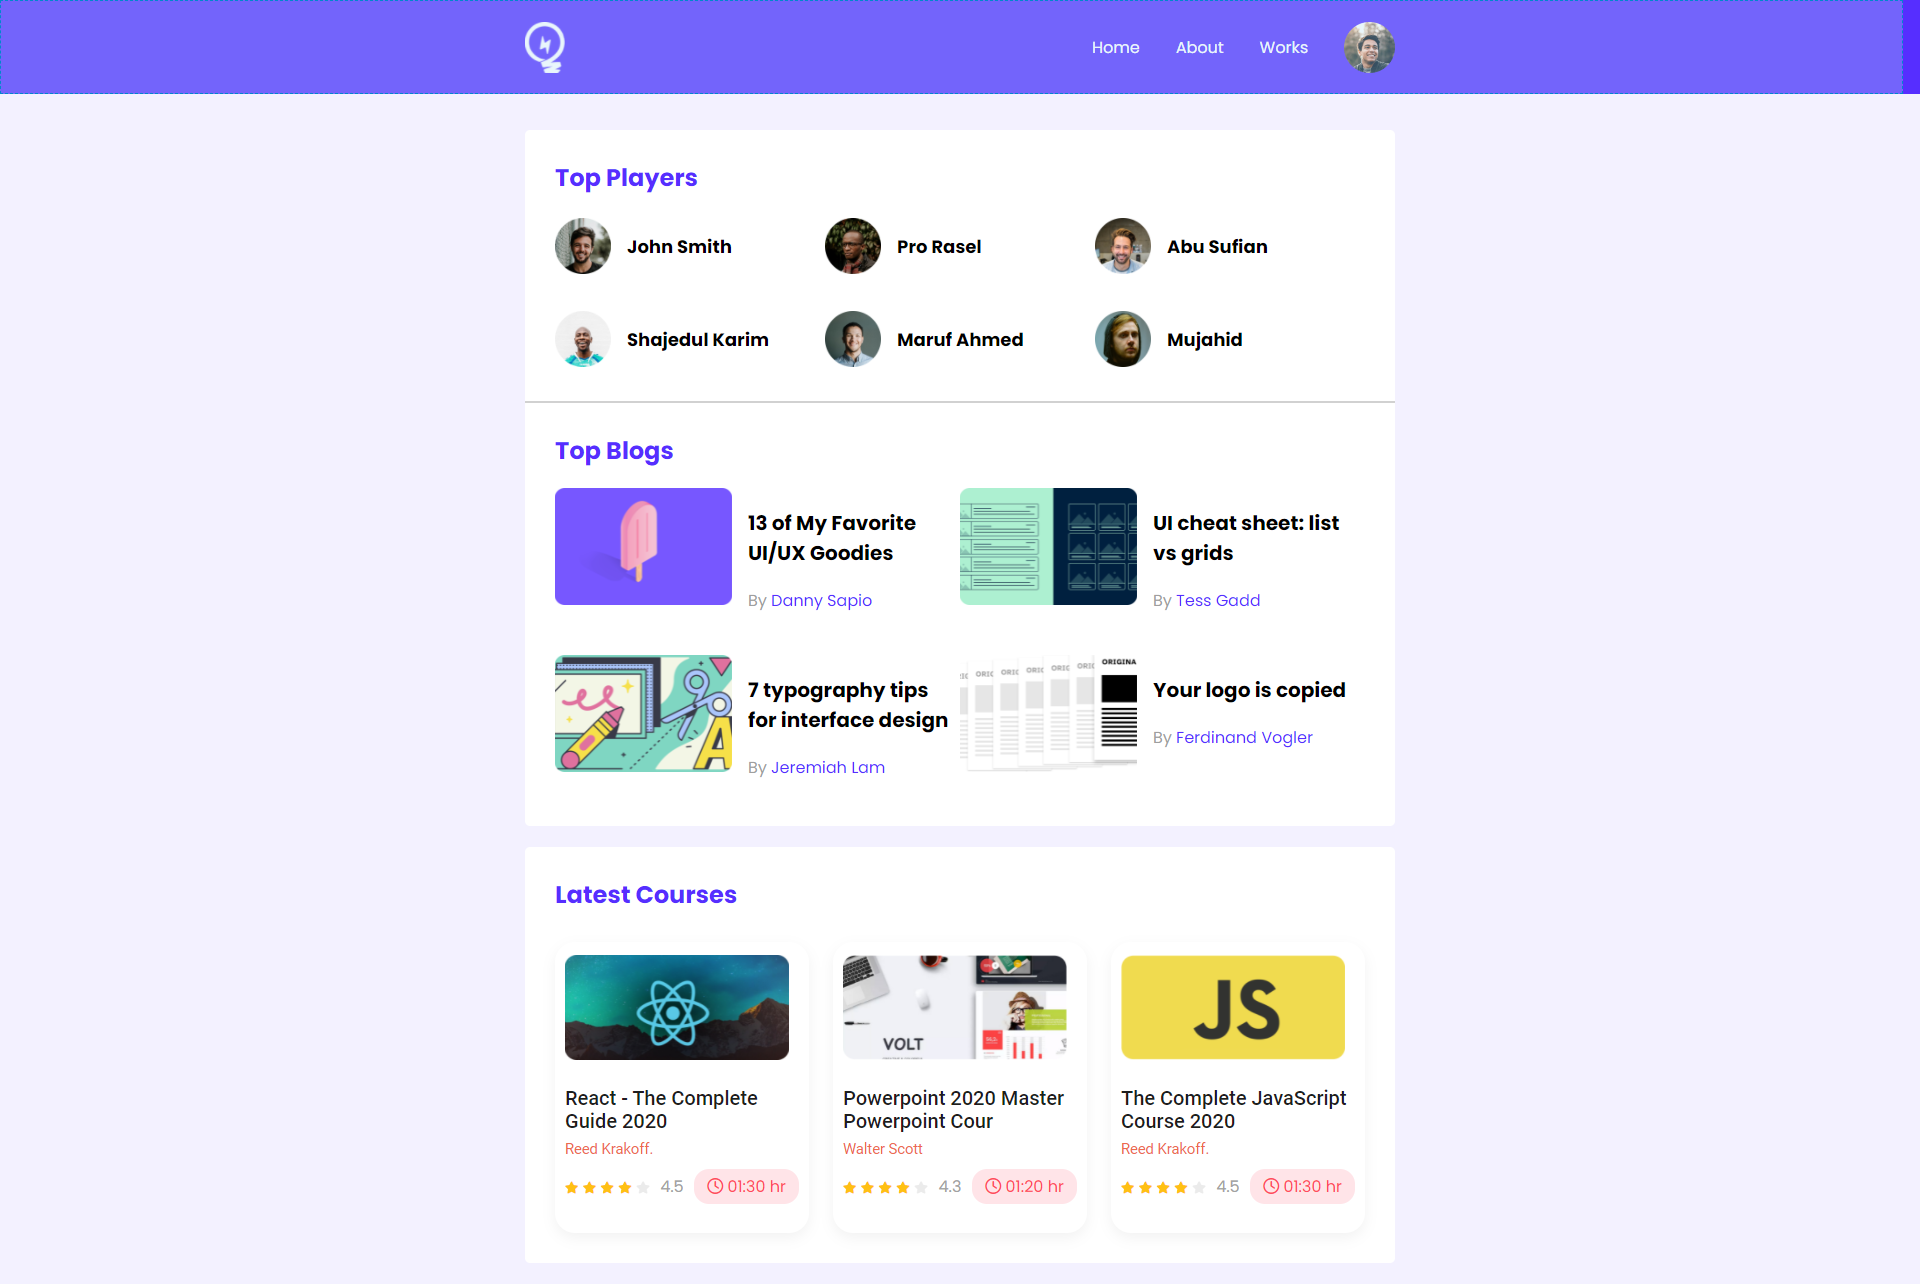 Home About Works
Top Players
John Smith Pro Rasel Abu Sufian
Shajedul Karim Maruf Ahmed Mujahid
Top Blogs
13 of My Favorite
UI/UX Goodies
By Danny Sapio
UI cheat sheet: list
vs grids
By Tess Gadd
7 typography tips
for interface design
By Jeremiah Lam
A
ORIGINA
Your logo is copied
By Ferdinand Vogler
Latest Courses
React - The Complete
Guide 2020
Reed Krakoff.
4.5 01:30 hr
VOLT
Powerpoint 2020 Master
Powerpoint Cour
Walter Scott
4.3 01:20 hr
JS
The Complete JavaScript
Course 2020
Reed Krakoff.
4.5 01:30 hr